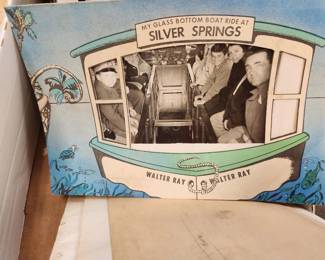 MY GLASS BOTTOM BOAT RIDE AT
SILVER SPRINGS
WALTER RAY WALTER RAY